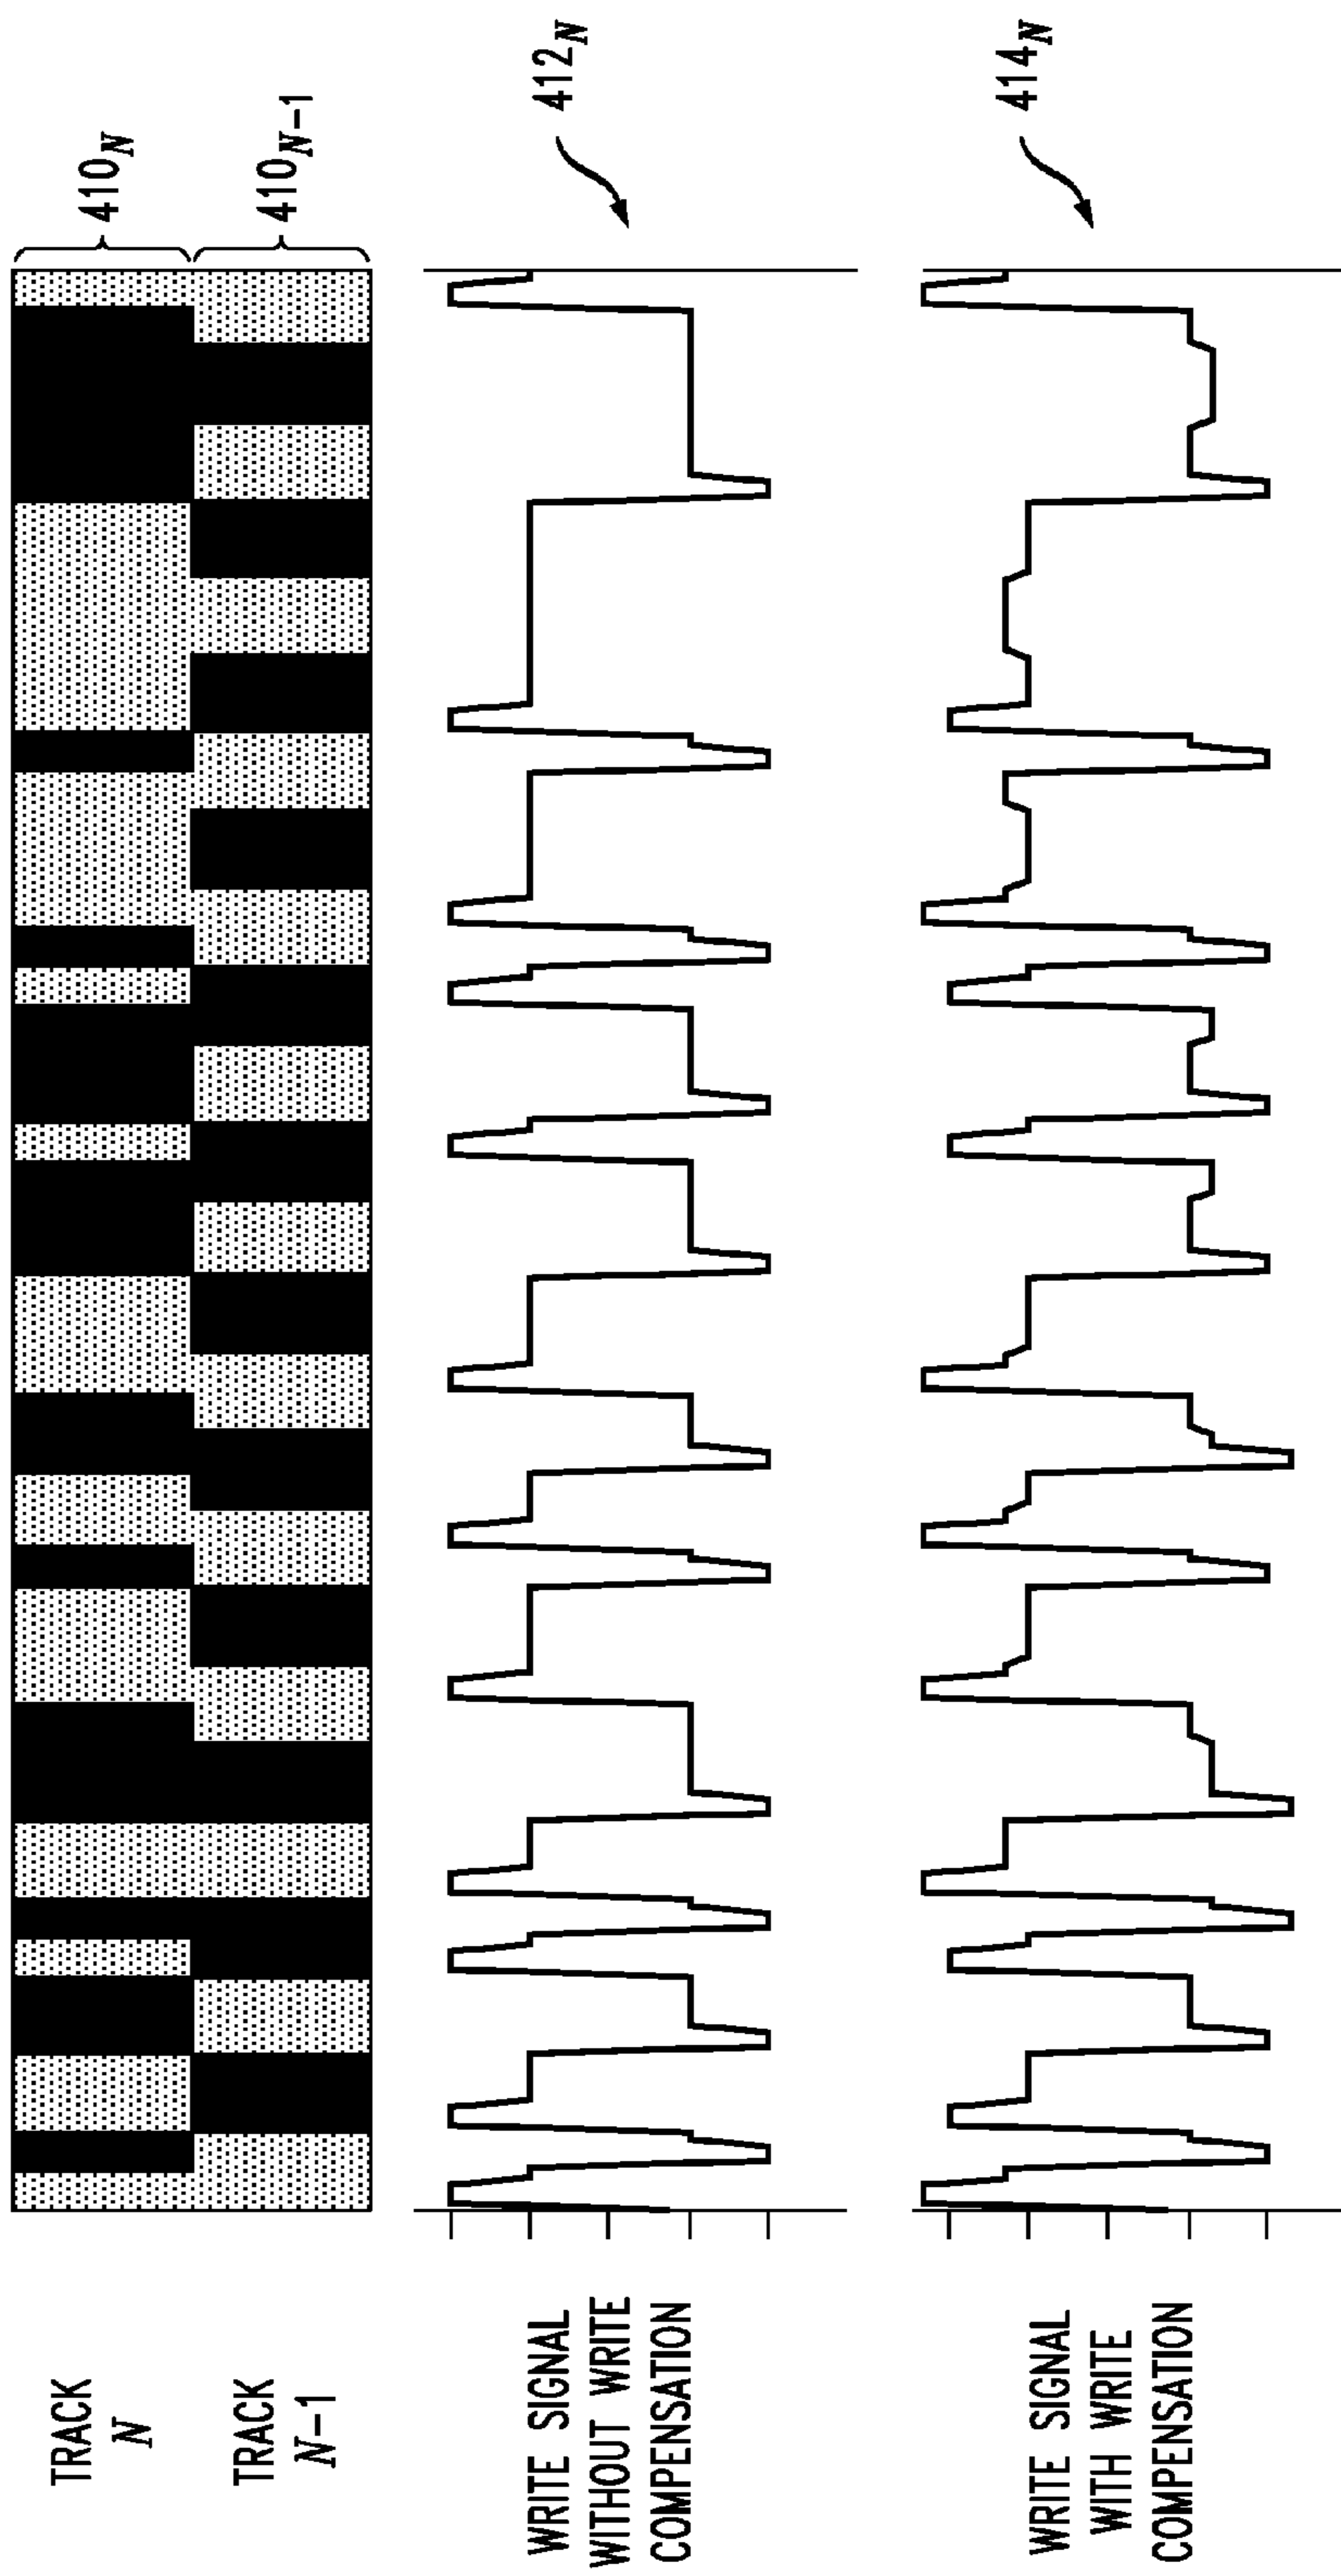 TRACK
N
410N
TRACK
N-1
410N-1
WRITE SIGNAL
WITHOUT WRITE
COMPENSATION
412N
WRITE SIGNAL
WITH WRITE
COMPENSATION
414N